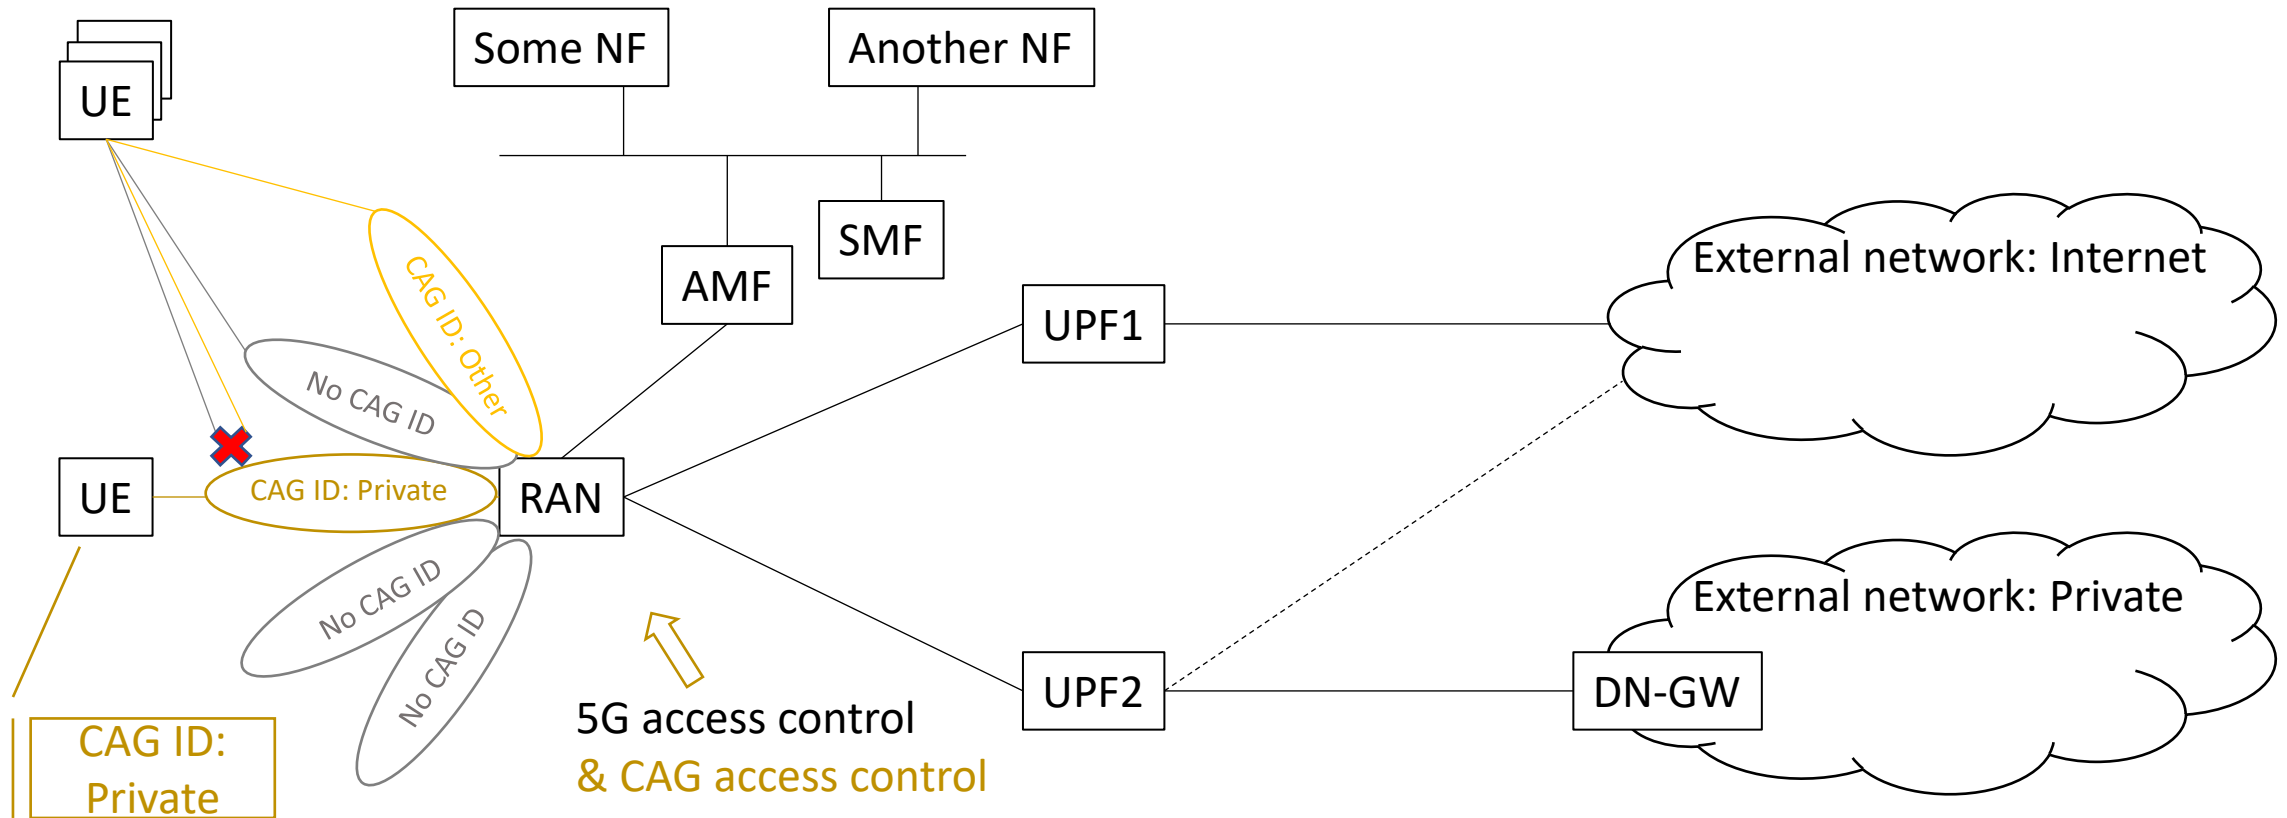 Some NF
Another NF
UE
SMF
External network: Internet
AMF
CAG ID: Other
UPF1
No CAG ID
UE
CAG ID: Private
RAN
No CAG ID
No CAG ID
External network: Private
UPF2
DN-GW
5G access control
& CAG access control
CAG ID:
Private